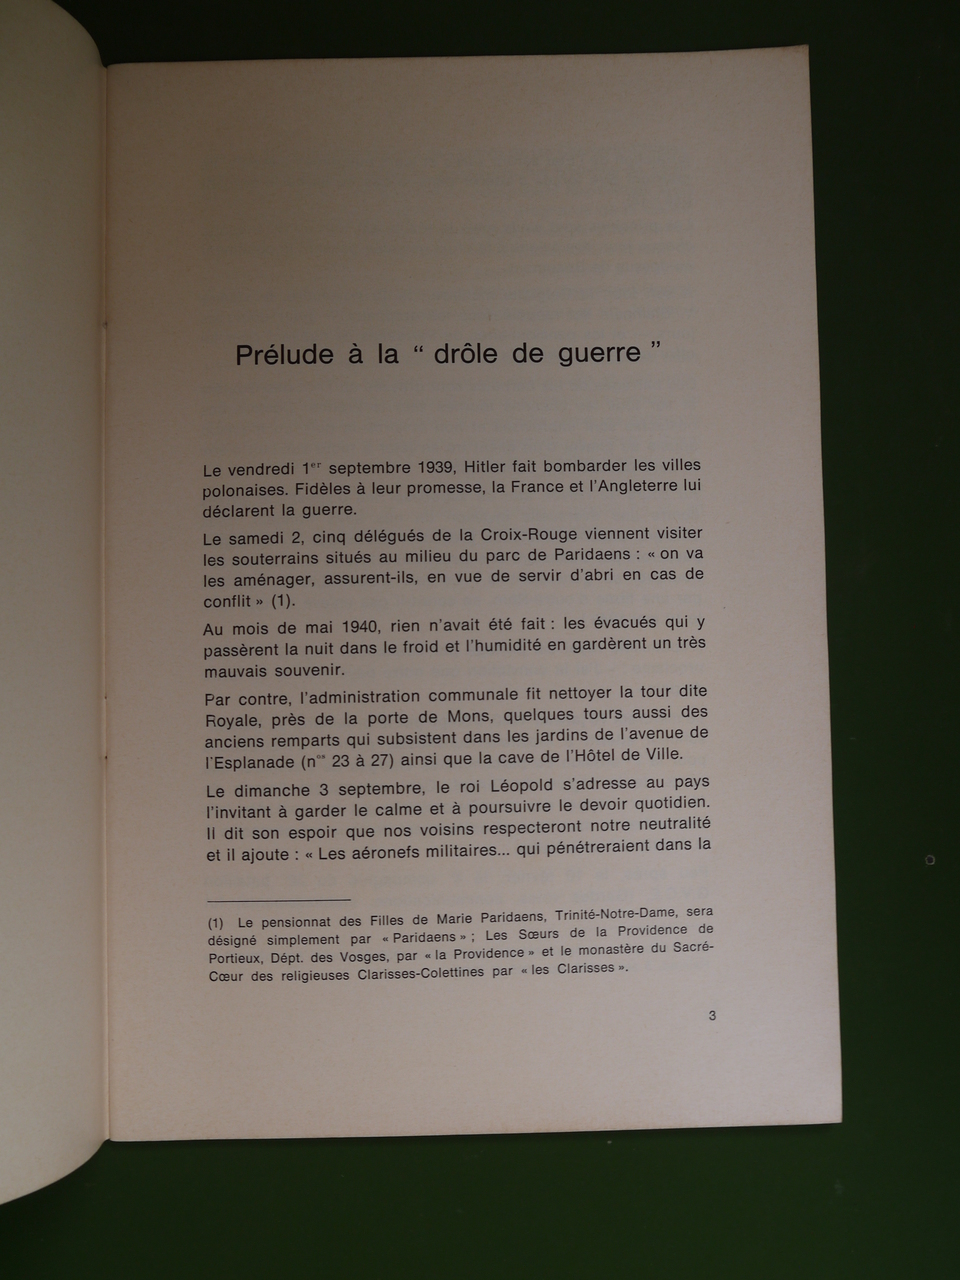 Prélude à la “ drôle de guerre ”
Le vendredi 1er septembre 1939, Hitler fait bombarder les villes
polonaises. Fidèles à leur promesse, la France et l'Angleterre lui
déclarent la guerre.
Le samedi 2, cinq délégués de la Croix-Rouge viennent visiter
les souterrains situés au milieu du parc de Paridaens : « on va
les aménager, assurent-ils, en vue de servir d'abri en cas de
conflit » (1).
Au mois de mai 1940, rien n'avait été fait : les évacués qui y
passèrent la nuit dans le froid et l'humidité en gardèrent un très
mauvais souvenir.
Par contre, l'administration communale fit nettoyer la tour dite
Royale, près de la porte de Mons, quelques tours aussi des
anciens remparts qui subsistent dans les jardins de l'avenue de
l'Esplanade (nos 23 à 27) ainsi que la cave de l'Hôtel de Ville.
Le dimanche 3 septembre, le roi Léopold s'adresse au pays
l'invitant à garder le calme et à poursuivre le devoir quotidien.
Il dit son espoir que nos voisins respecteront notre neutralité
et il ajoute : « Les aéronefs militaires... qui pénétreraient dans la
(1) Le pensionnat des Filles de Marie Paridaens, Trinité-Notre-Dame, sera
désigné simplement par « Paridaens » ; Les Sœurs de la Providence de
Portieux, Dépt. des Vosges, par « la Providence » et le monastère du Sacré-
Cœur des religieuses Clarisses-Colettines par « les Clarisses ».
3